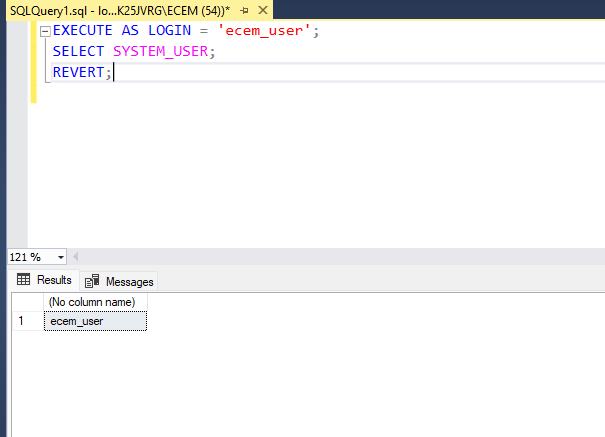 SQLQuery1.sql - lo...K25JVRG\ECEM (54))*
EXECUTE AS LOGIN = 'ecem_user';
SELECT SYSTEM_USER;
REVERT;
121 %
Results Messages
(No column name)
1 ecem_user